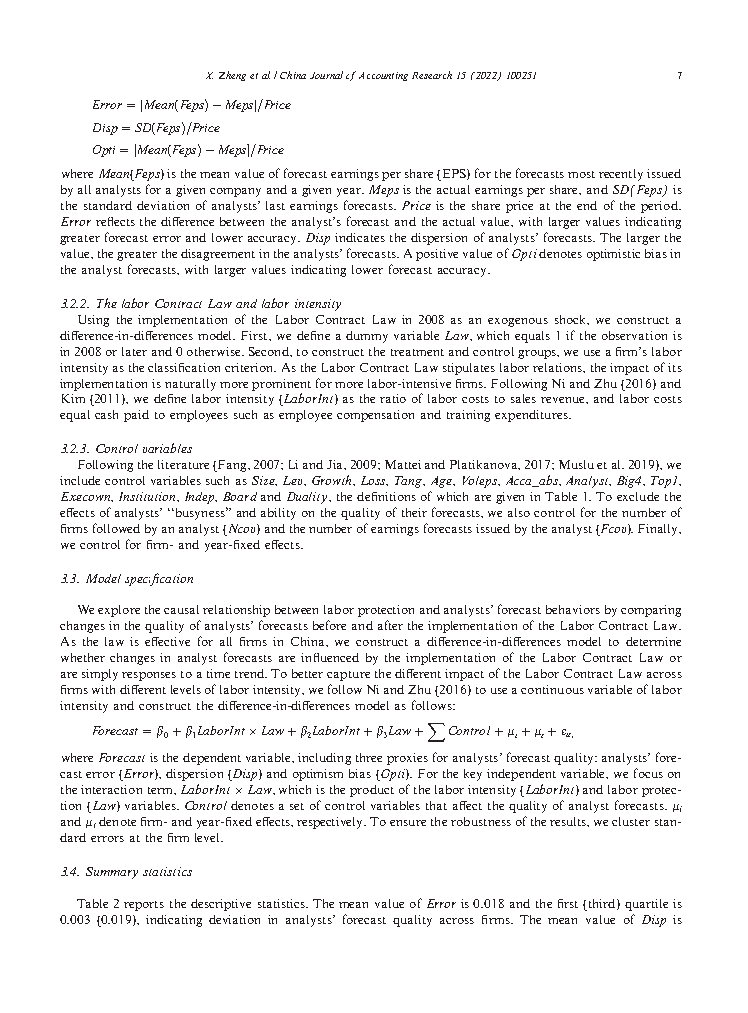 X. Zheng et al. / China Journal of Accounting Research 15 (2022) 100251 7
Error = |Mean(Feps) − Meps|/Price
Disp = SD(Feps)/Price
Opti = |Mean(Feps) − Meps|/Price
where Mean(Feps) is the mean value of forecast earnings per share (EPS) for the forecasts most recently issued
by all analysts for a given company and a given year. Meps is the actual earnings per share, and SD(Feps) is
the standard deviation of analysts' last earnings forecasts. Price is the share price at the end of the period.
Error reflects the difference between the analyst's forecast and the actual value, with larger values indicating
greater forecast error and lower accuracy. Disp indicates the dispersion of analysts' forecasts. The larger the
value, the greater the disagreement in the analysts' forecasts. A positive value of Opti denotes optimistic bias in
the analyst forecasts, with larger values indicating lower forecast accuracy.
3.2.2. The labor Contract Law and labor intensity
Using the implementation of the Labor Contract Law in 2008 as an exogenous shock, we construct a
difference-in-differences model. First, we define a dummy variable Law, which equals 1 if the observation is
in 2008 or later and 0 otherwise. Second, to construct the treatment and control groups, we use a firm's labor
intensity as the classification criterion. As the Labor Contract Law stipulates labor relations, the impact of its
implementation is naturally more prominent for more labor-intensive firms. Following Ni and Zhu (2016) and
Kim (2011), we define labor intensity (LaborInt) as the ratio of labor costs to sales revenue, and labor costs
equal cash paid to employees such as employee compensation and training expenditures.
3.2.3. Control variables
Following the literature (Fang, 2007; Li and Jia, 2009; Mattei and Platikanova, 2017; Muslu et al. 2019), we
include control variables such as Size, Lev, Growth, Loss, Tang, Age, Voleps, Acca_abs, Analyst, Big4, Top1,
Execown, Institution, Indep, Board and Duality, the definitions of which are given in Table 1. To exclude the
effects of analysts' ''busyness" and ability on the quality of their forecasts, we also control for the number of
firms followed by an analyst (Ncov) and the number of earnings forecasts issued by the analyst (Fcov). Finally,
we control for firm- and year-fixed effects.
3.3. Model specification
We explore the causal relationship between labor protection and analysts' forecast behaviors by comparing
changes in the quality of analysts' forecasts before and after the implementation of the Labor Contract Law.
As the law is effective for all firms in China, we construct a difference-in-differences model to determine
whether changes in analyst forecasts are influenced by the implementation of the Labor Contract Law or
are simply responses to a time trend. To better capture the different impact of the Labor Contract Law across
firms with different levels of labor intensity, we follow Ni and Zhu (2016) to use a continuous variable of labor
intensity and construct the difference-in-differences model as follows:
Forecast = β0 + β1LaborInt × Law + β2LaborInt + β3Law + ∑ Control + μi + μt + εit,
where Forecast is the dependent variable, including three proxies for analysts' forecast quality: analysts' fore-
cast error (Error), dispersion (Disp) and optimism bias (Opti). For the key independent variable, we focus on
the interaction term, LaborInt × Law, which is the product of the labor intensity (LaborInt) and labor protec-
tion (Law) variables. Control denotes a set of control variables that affect the quality of analyst forecasts. μi
and μt denote firm- and year-fixed effects, respectively. To ensure the robustness of the results, we cluster stan-
dard errors at the firm level.
3.4. Summary statistics
Table 2 reports the descriptive statistics. The mean value of Error is 0.018 and the first (third) quartile is
0.003 (0.019), indicating deviation in analysts' forecast quality across firms. The mean value of Disp is